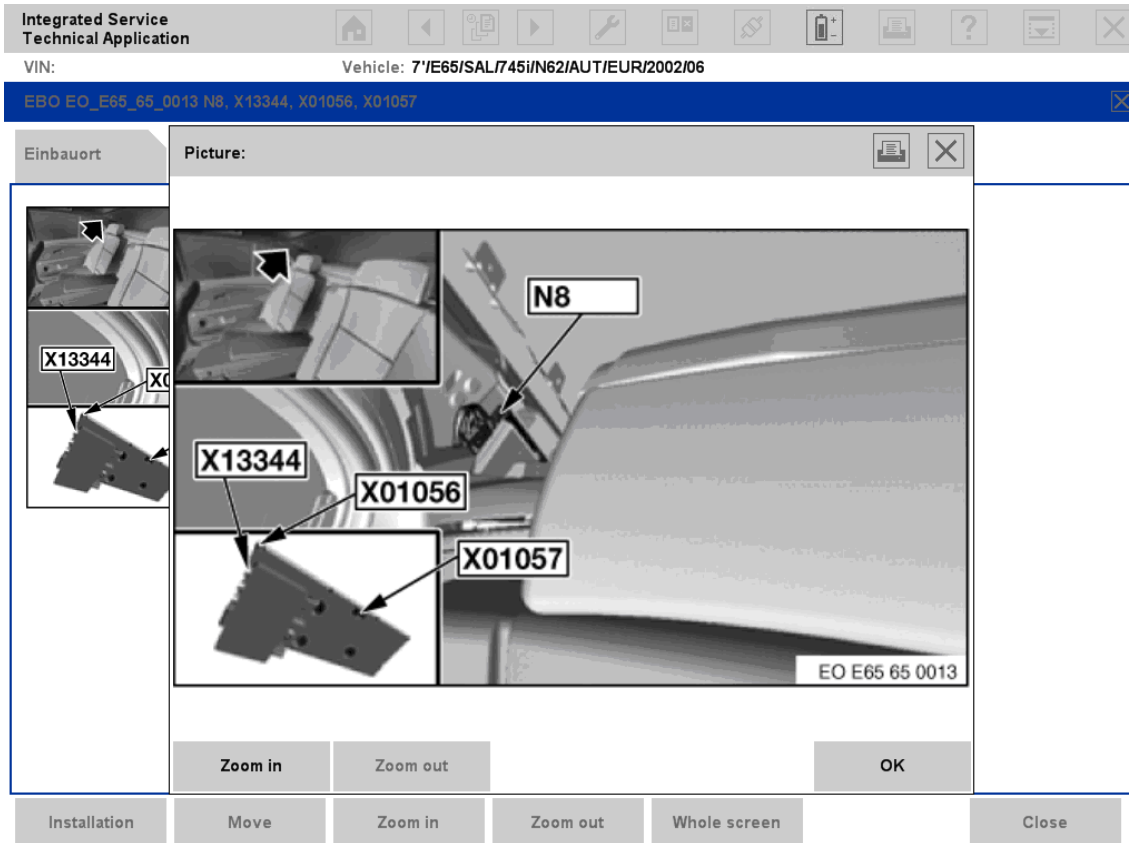 Integrated Service
Technical Application
VIN:
Vehicle: 7'/E65/SAL/745i/N62/AUT/EUR/2002/06
EBO EO_E65_65_0013 N8, X13344, X01056, X01057
Einbauort
Picture:
X13344
N8
X13344
X01056
X01057
EO E65 65 0013
Zoom in
Zoom out
OK
Installation
Move
Zoom in
Zoom out
Whole screen
Close